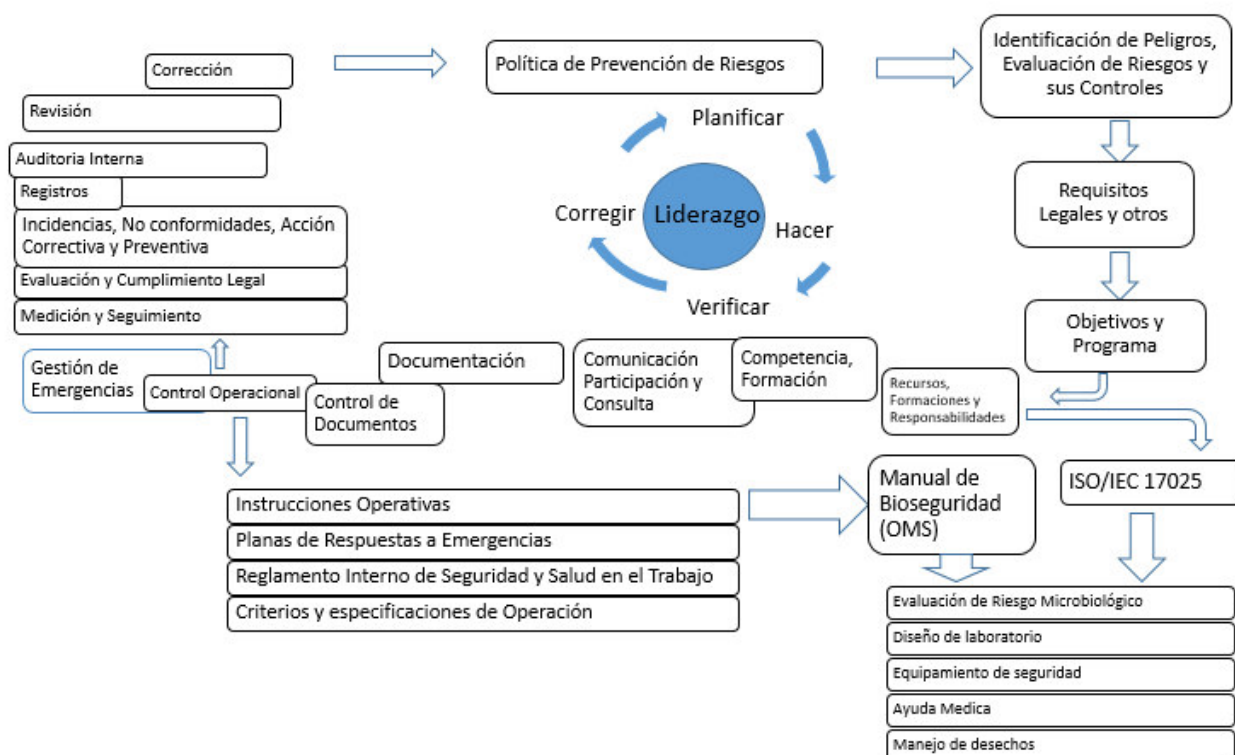 Corrección
Revisión
Auditoria Interna
Registros
Incidencias, No conformidades, Acción
Correctiva y Preventiva
Evaluación y Cumplimiento Legal
Medición y Seguimiento
Gestión de
Emergencias
Control Operacional
Control de
Documentos
Documentación
Política de Prevención de Riesgos
Planificar
Corregir
Liderazgo
Hacer
Verificar
Comunicación
Participación y
Consulta
Competencia,
Formación
Identificación de Peligros,
Evaluación de Riesgos y
sus Controles
Requisitos
Legales y otros
Objetivos y
Programa
Recursos,
Formaciones y
Responsabilidades
Instrucciones Operativas
Planas de Respuestas a Emergencias
Reglamento Interno de Seguridad y Salud en el Trabajo
Criterios y especificaciones de Operación
Manual de
Bioseguridad
(OMS)
ISO/IEC 17025
Evaluación de Riesgo Microbiológico
Diseño de laboratorio
Equipamiento de seguridad
Ayuda Medica
Manejo de desechos